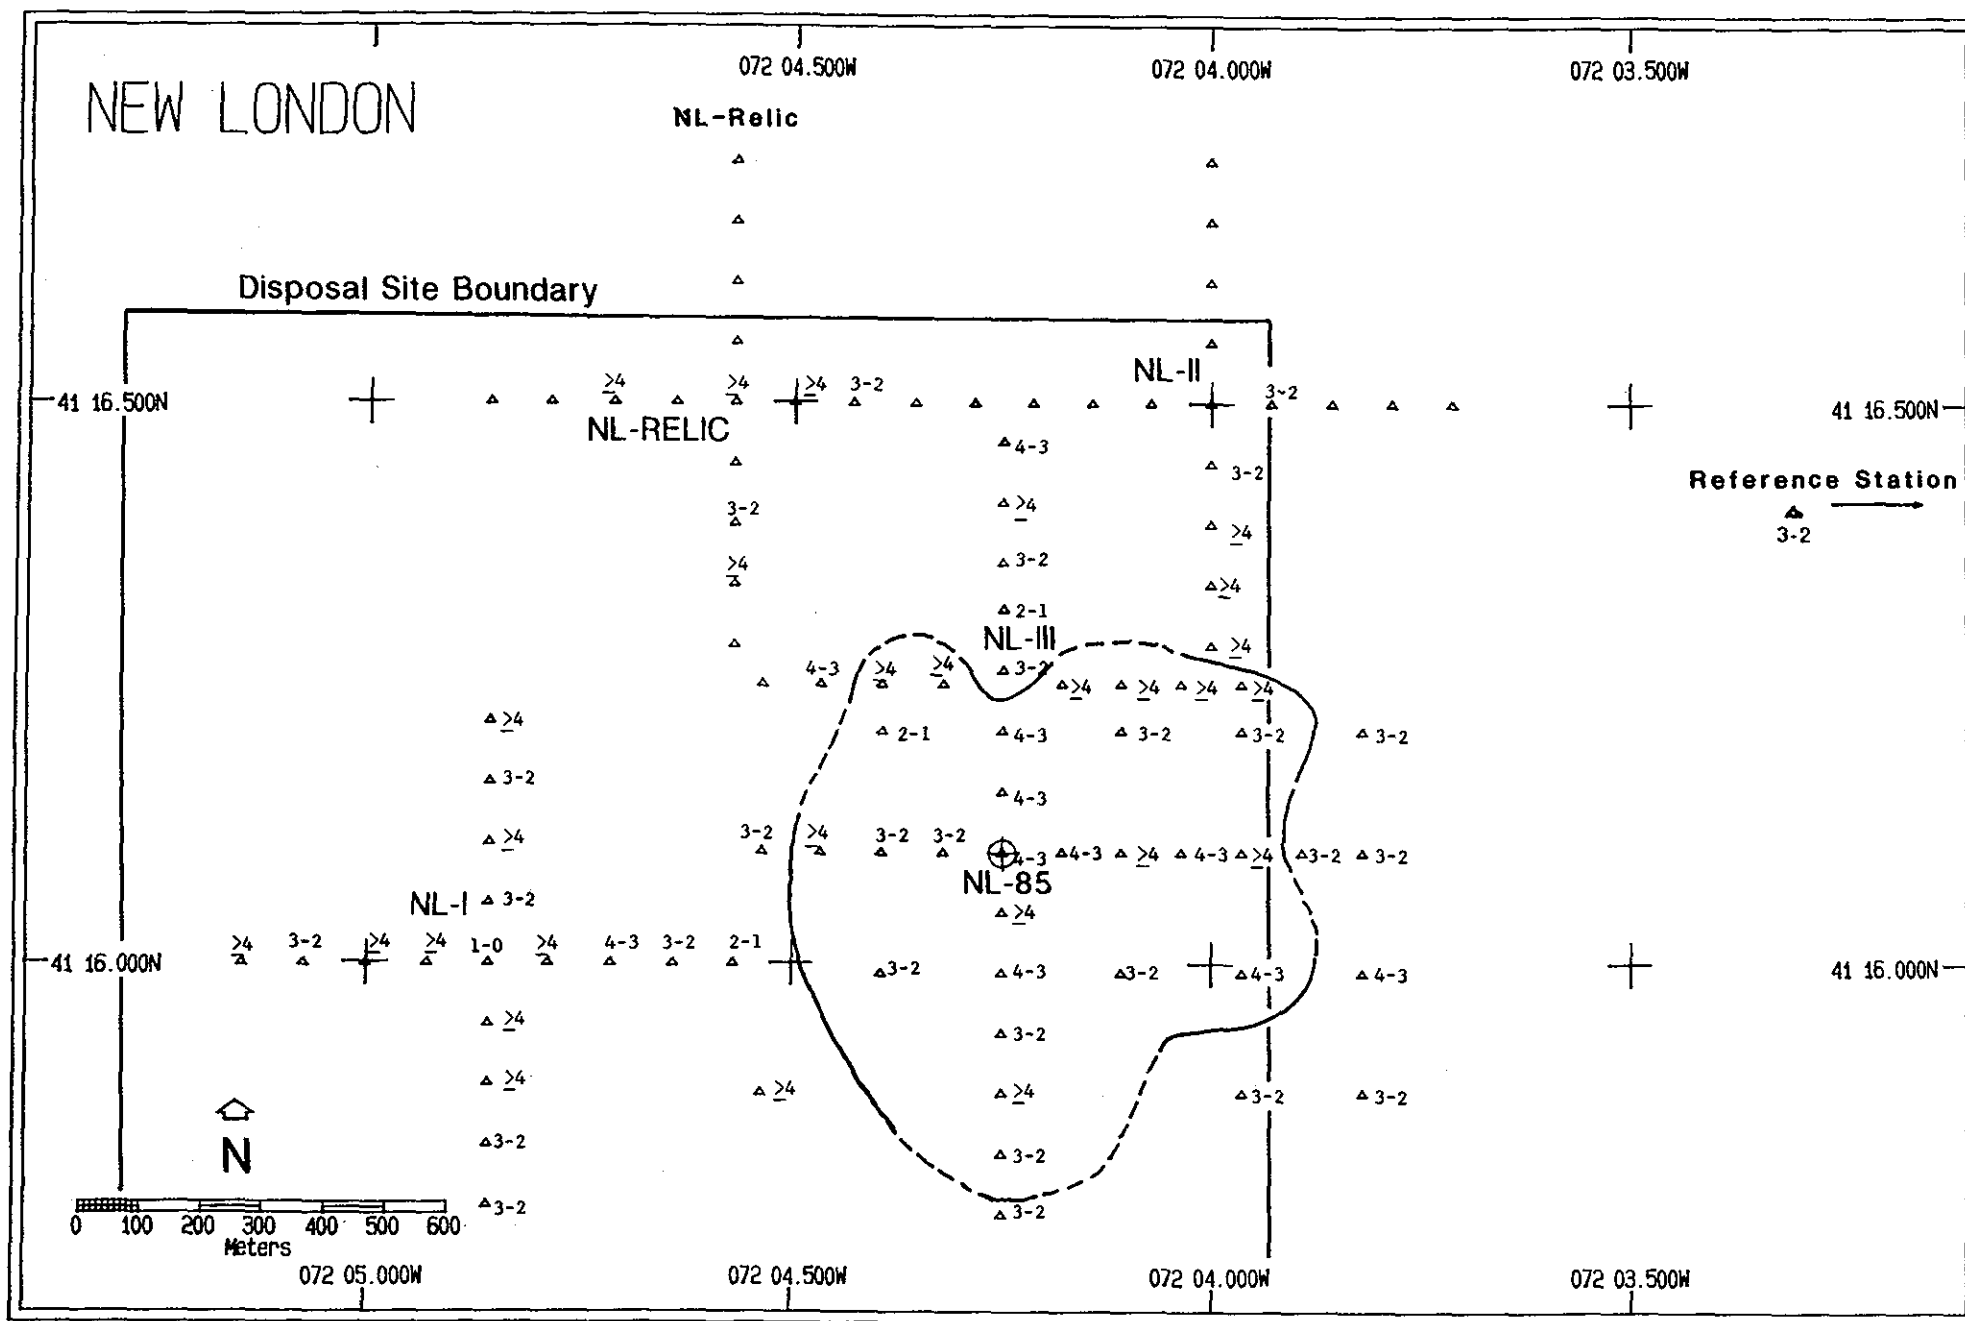 072 04.500W 072 04.000W 072 03.500W
NEW LONDON
NL-Relic
Disposal Site Boundary
NL-II
≥4 ≥4 ≥4 3-2 3-2
41 16.500N 41 16.500N
NL-RELIC
4-3
3-2
Reference Station
≥4
3-2
≥4
3-2
3-2
≥4
≥4
2-1
NL-III
≥4
4-3 ≥4 ≥4 3-2
≥4 ≥4 ≥4 ≥4
≥4
2-1 4-3 3-2 3-2 3-2
3-2
4-3
≥4
3-2 ≥4 3-2 3-2
4-3 4-3 ≥4 4-3 ≥4 3-2 3-2
NL-85
NL-I 3-2
≥4
≥4 3-2 ≥4 ≥4 1-0 ≥4 4-3 3-2 2-1
41 16.000N 41 16.000N
3-2 4-3 3-2 4-3 4-3
≥4
3-2
≥4
≥4 ≥4 3-2 3-2
3-2
N
3-2
3-2
3-2
0 100 200 300 400 500 600
Meters
072 05.000W 072 04.500W 072 04.000W 072 03.500W